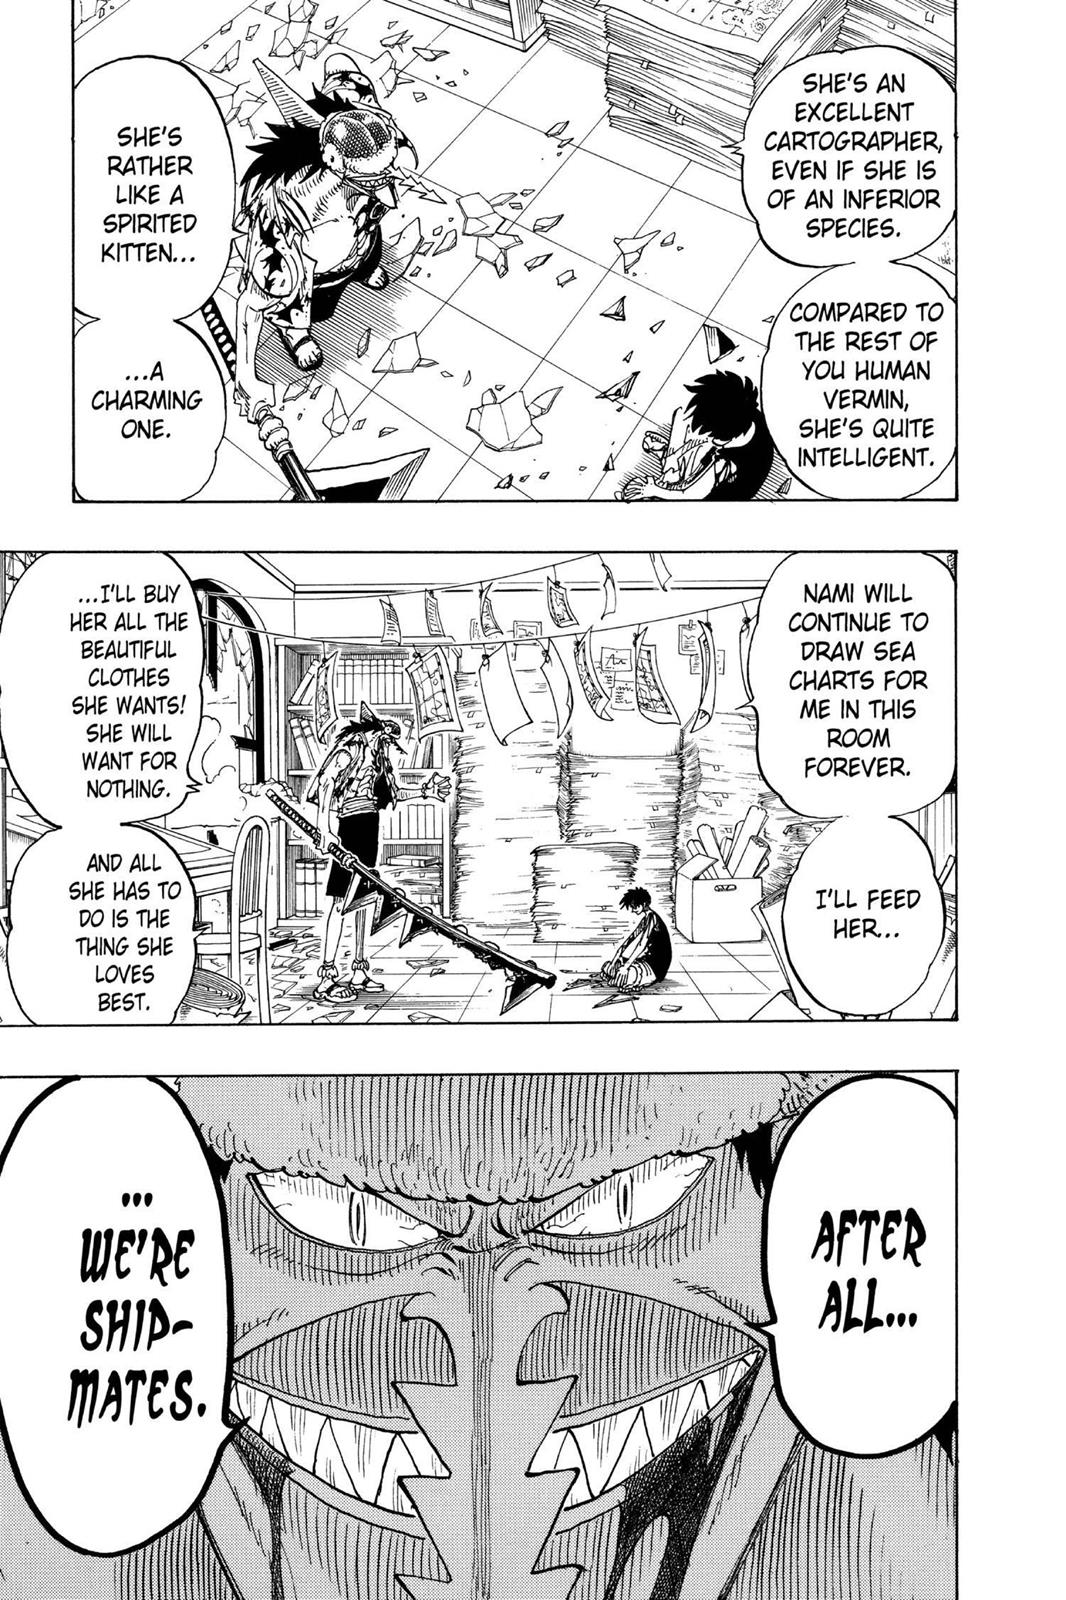 SHE'S AN
EXCELLENT
CARTOGRAPHER,
EVEN IF SHE IS
OF AN INFERIOR
SPECIES.
COMPARED TO
THE REST OF
YOU HUMAN
VERMIN,
SHE'S QUITE
INTELLIGENT.
SHE'S
RATHER
LIKE A
SPIRITED
KITTEN...
...A
CHARMING
ONE.
NAMI WILL
CONTINUE TO
DRAW SEA
CHARTS FOR
ME IN THIS
ROOM
FOREVER.
I'LL FEED
HER...
...I'LL BUY
HER ALL THE
BEAUTIFUL
CLOTHES
SHE WANTS!
SHE WILL
WANT FOR
NOTHING.
AND ALL
SHE HAS TO
DO IS THE
THING SHE
LOVES
BEST.
AFTER
ALL...
...
WE'RE
SHIP-
MATES.